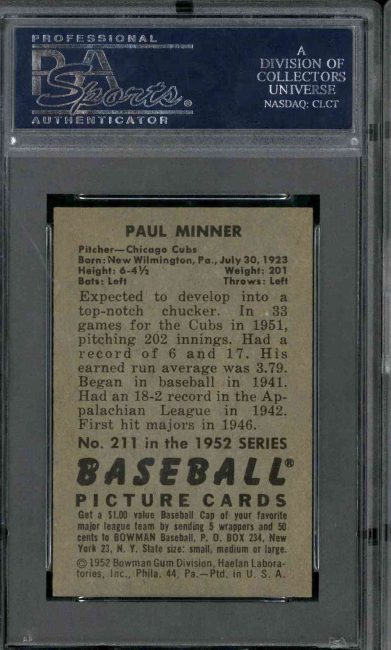 PROFESSIONAL
PSA
Sports®
AUTHENTICATOR
A
DIVISION OF
COLLECTORS
UNIVERSE
NASDAQ: CLCT
PAUL MINNER
Pitcher—Chicago Cubs
Born: New Wilmington, Pa., July 30, 1923
Height: 6-4½ Weight: 201
Bats: Left Throws: Left
Expected to develop into a
top-notch chucker. In 33
games for the Cubs in 1951,
pitching 202 innings. Had a
record of 6 and 17. His
earned run average was 3.79.
Began in baseball in 1941.
Had an 18-2 record in the Ap-
palachian League in 1942.
First hit majors in 1946.
No. 211 in the 1952 SERIES
BASEBALL®
PICTURE CARDS
Get a $1.00 value Baseball Cap of your favorite
major league team by sending 5 wrappers and 50
cents to BOWMAN Baseball, P. O. BOX 234, New
York 23, N. Y. State size: small, medium or large.
©1952 Bowman Gum Division, Haelan Labora-
tories, Inc., Phila. 44, Pa.—Ptd. in U. S. A.